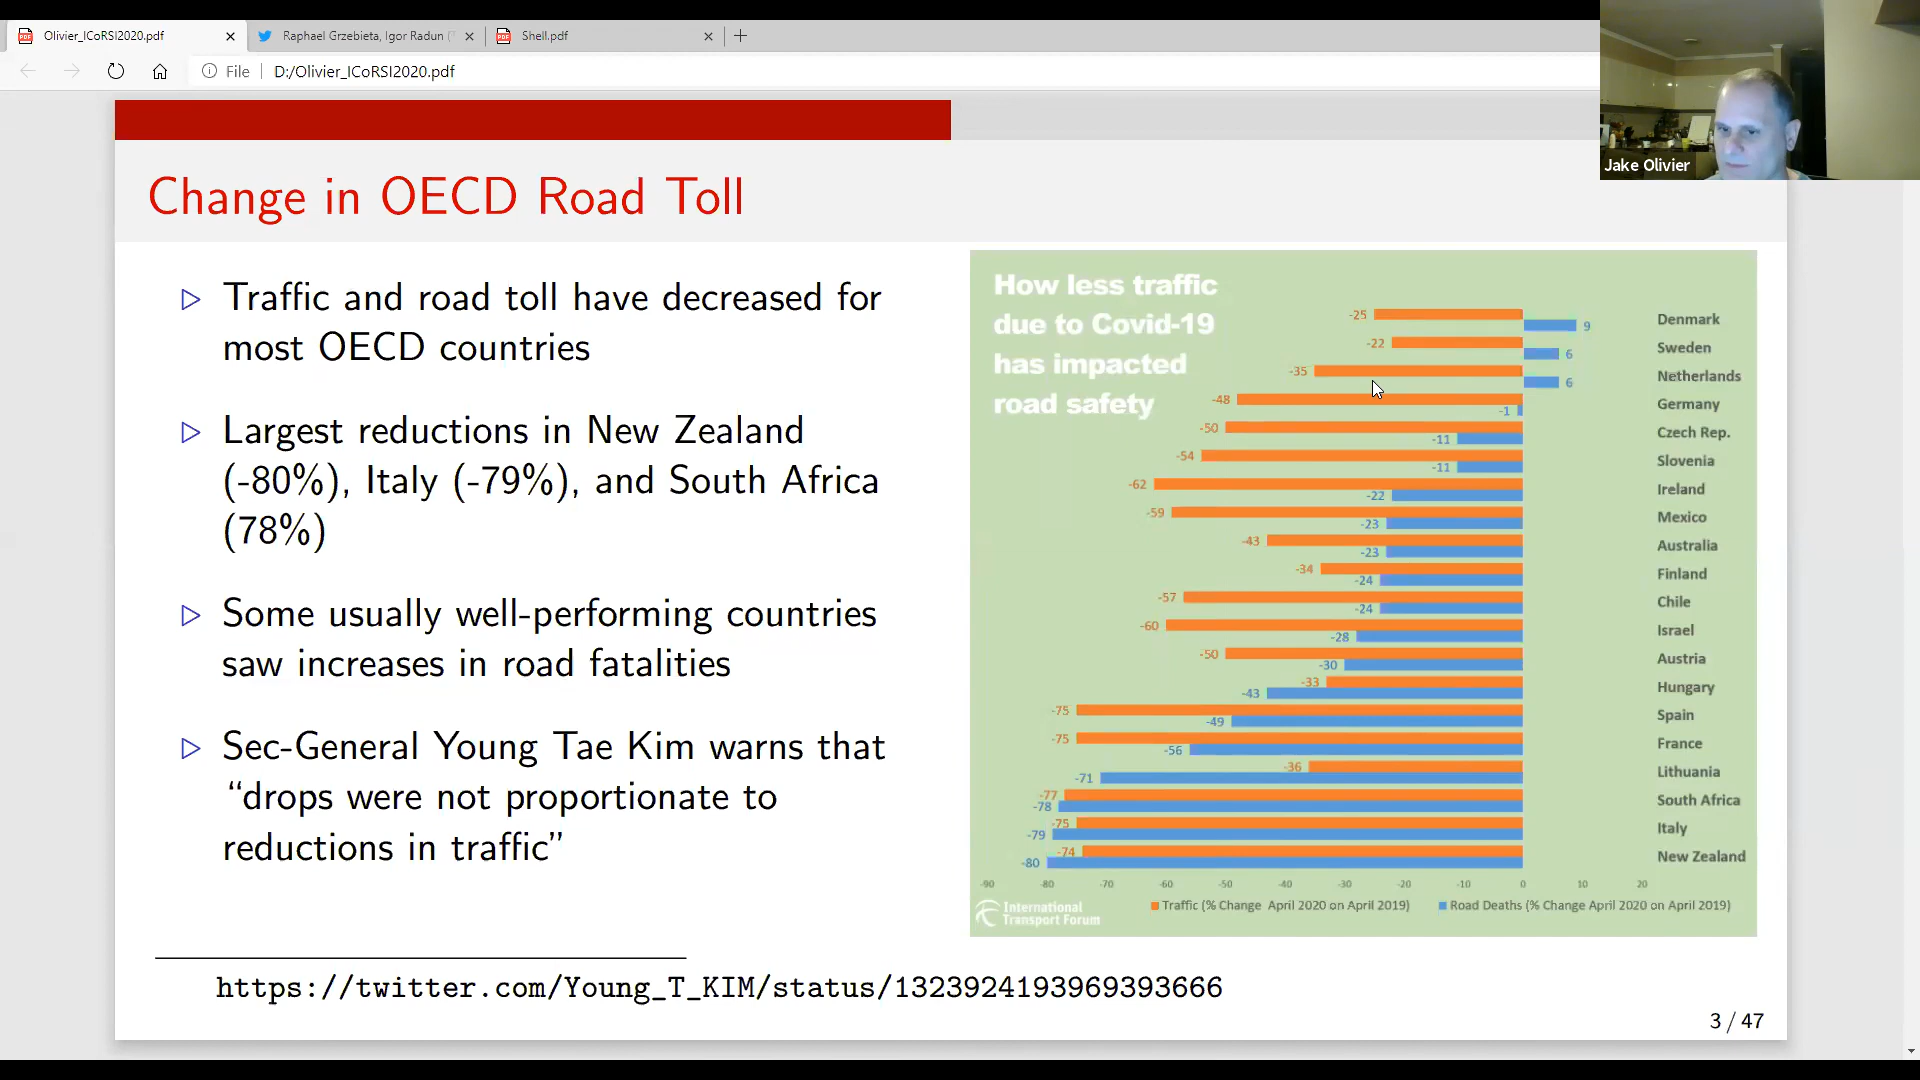 Olivier_ICoRSI2020.pdf
Raphael Grzebieta, Igor Radun (
Shell.pdf
File
D:/Olivier_ICoRSI2020.pdf
Jake Olivier
Change in OECD Road Toll
Traffic and road toll have decreased for
most OECD countries
Largest reductions in New Zealand
(-80%), Italy (-79%), and South Africa
(78%)
Some usually well-performing countries
saw increases in road fatalities
Sec-General Young Tae Kim warns that
“drops were not proportionate to
reductions in traffic”
How less traffic
due to Covid-19
has impacted
road safety
-25 9 Denmark
-22 6 Sweden
-35 6 Netherlands
-48 -1 Germany
-50 -11 Czech Rep.
-54 -11 Slovenia
-62 -22 Ireland
-59 -23 Mexico
-43 -23 Australia
-34 -24 Finland
-57 -24 Chile
-60 -28 Israel
-50 -30 Austria
-33 -43 Hungary
-75 -49 Spain
-75 -56 France
-36 -71 Lithuania
-77 -78 South Africa
-75 -79 Italy
-74 -80 New Zealand
-90 -80 -70 -60 -50 -40 -30 -20 -10 0 10 20
International
Transport Forum
Traffic (% Change April 2020 on April 2019)
Road Deaths (% Change April 2020 on April 2019)
https://twitter.com/Young_T_KIM/status/1323924193969393666
3 / 47